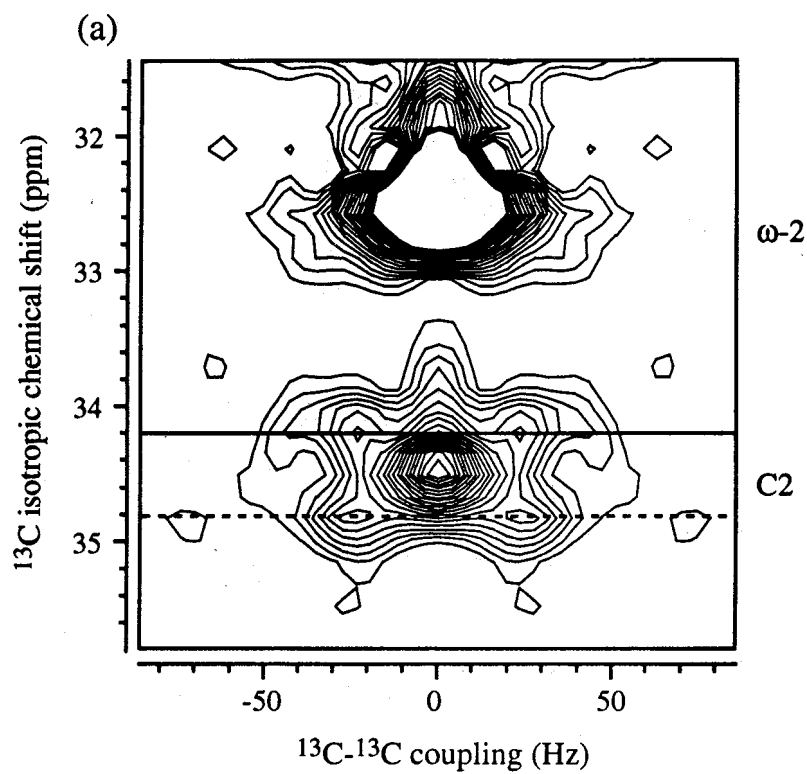 (a)
32
33
34
35
¹³C isotropic chemical shift (ppm)
ω-2
C2
-50 0 50
¹³C-¹³C coupling (Hz)